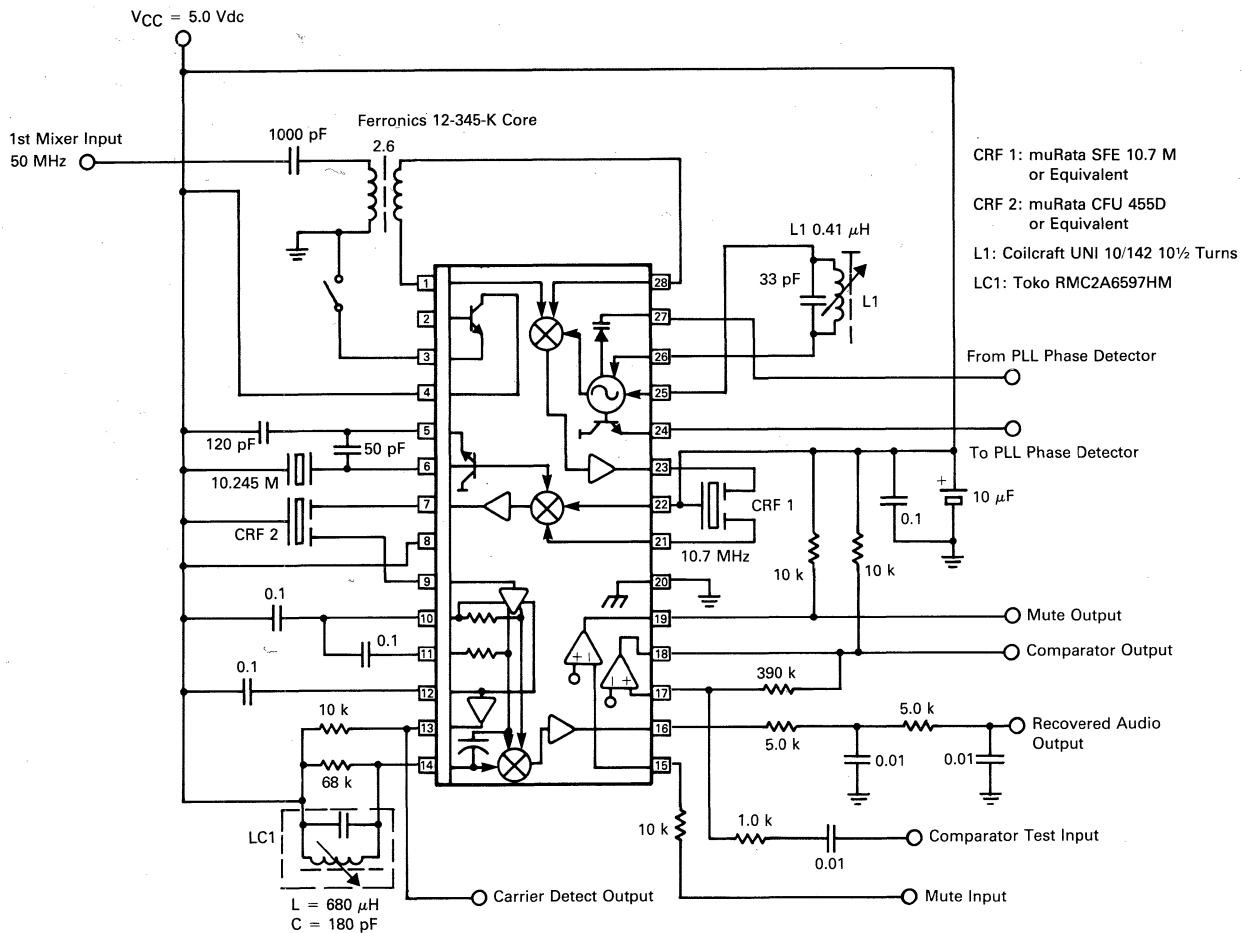 VCC = 5.0 Vdc
Ferronics 12-345-K Core
1st Mixer Input
50 MHz
1000 pF
2.6
CRF 1: muRata SFE 10.7 M
or Equivalent
CRF 2: muRata CFU 455D
or Equivalent
L1: Coilcraft UNI 10/142 10½ Turns
LC1: Toko RMC2A6597HM
L1 0.41 μH
33 pF
L1
1
28
2
27
3
26
From PLL Phase Detector
4
25
5
24
120 pF
50 pF
To PLL Phase Detector
6
23
10.245 M
7
22
CRF 1
+
10 μF
0.1
CRF 2
8
21
10.7 MHz
10 k
10 k
9
20
0.1
10
19
Mute Output
0.1
11
+ −
18
Comparator Output
0.1
12
− +
17
390 k
10 k
13
16
5.0 k
5.0 k
Recovered Audio
Output
68 k
14
15
0.01
0.01
LC1
10 k
1.0 k
0.01
Comparator Test Input
L = 680 μH
C = 180 pF
Carrier Detect Output
Mute Input